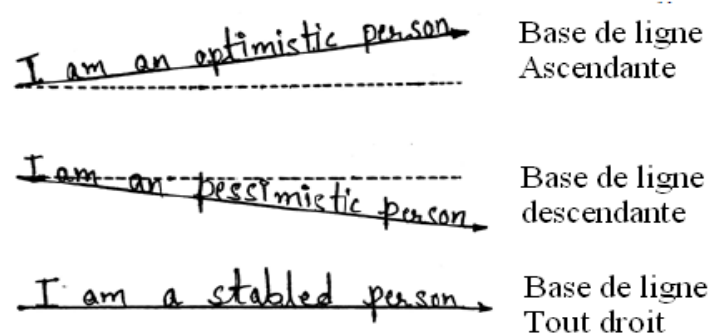 I am an optimistic person
Base de ligne
Ascendante
I am an pessimistic person
Base de ligne
descendante
I am a stabled person
Base de ligne
Tout droit